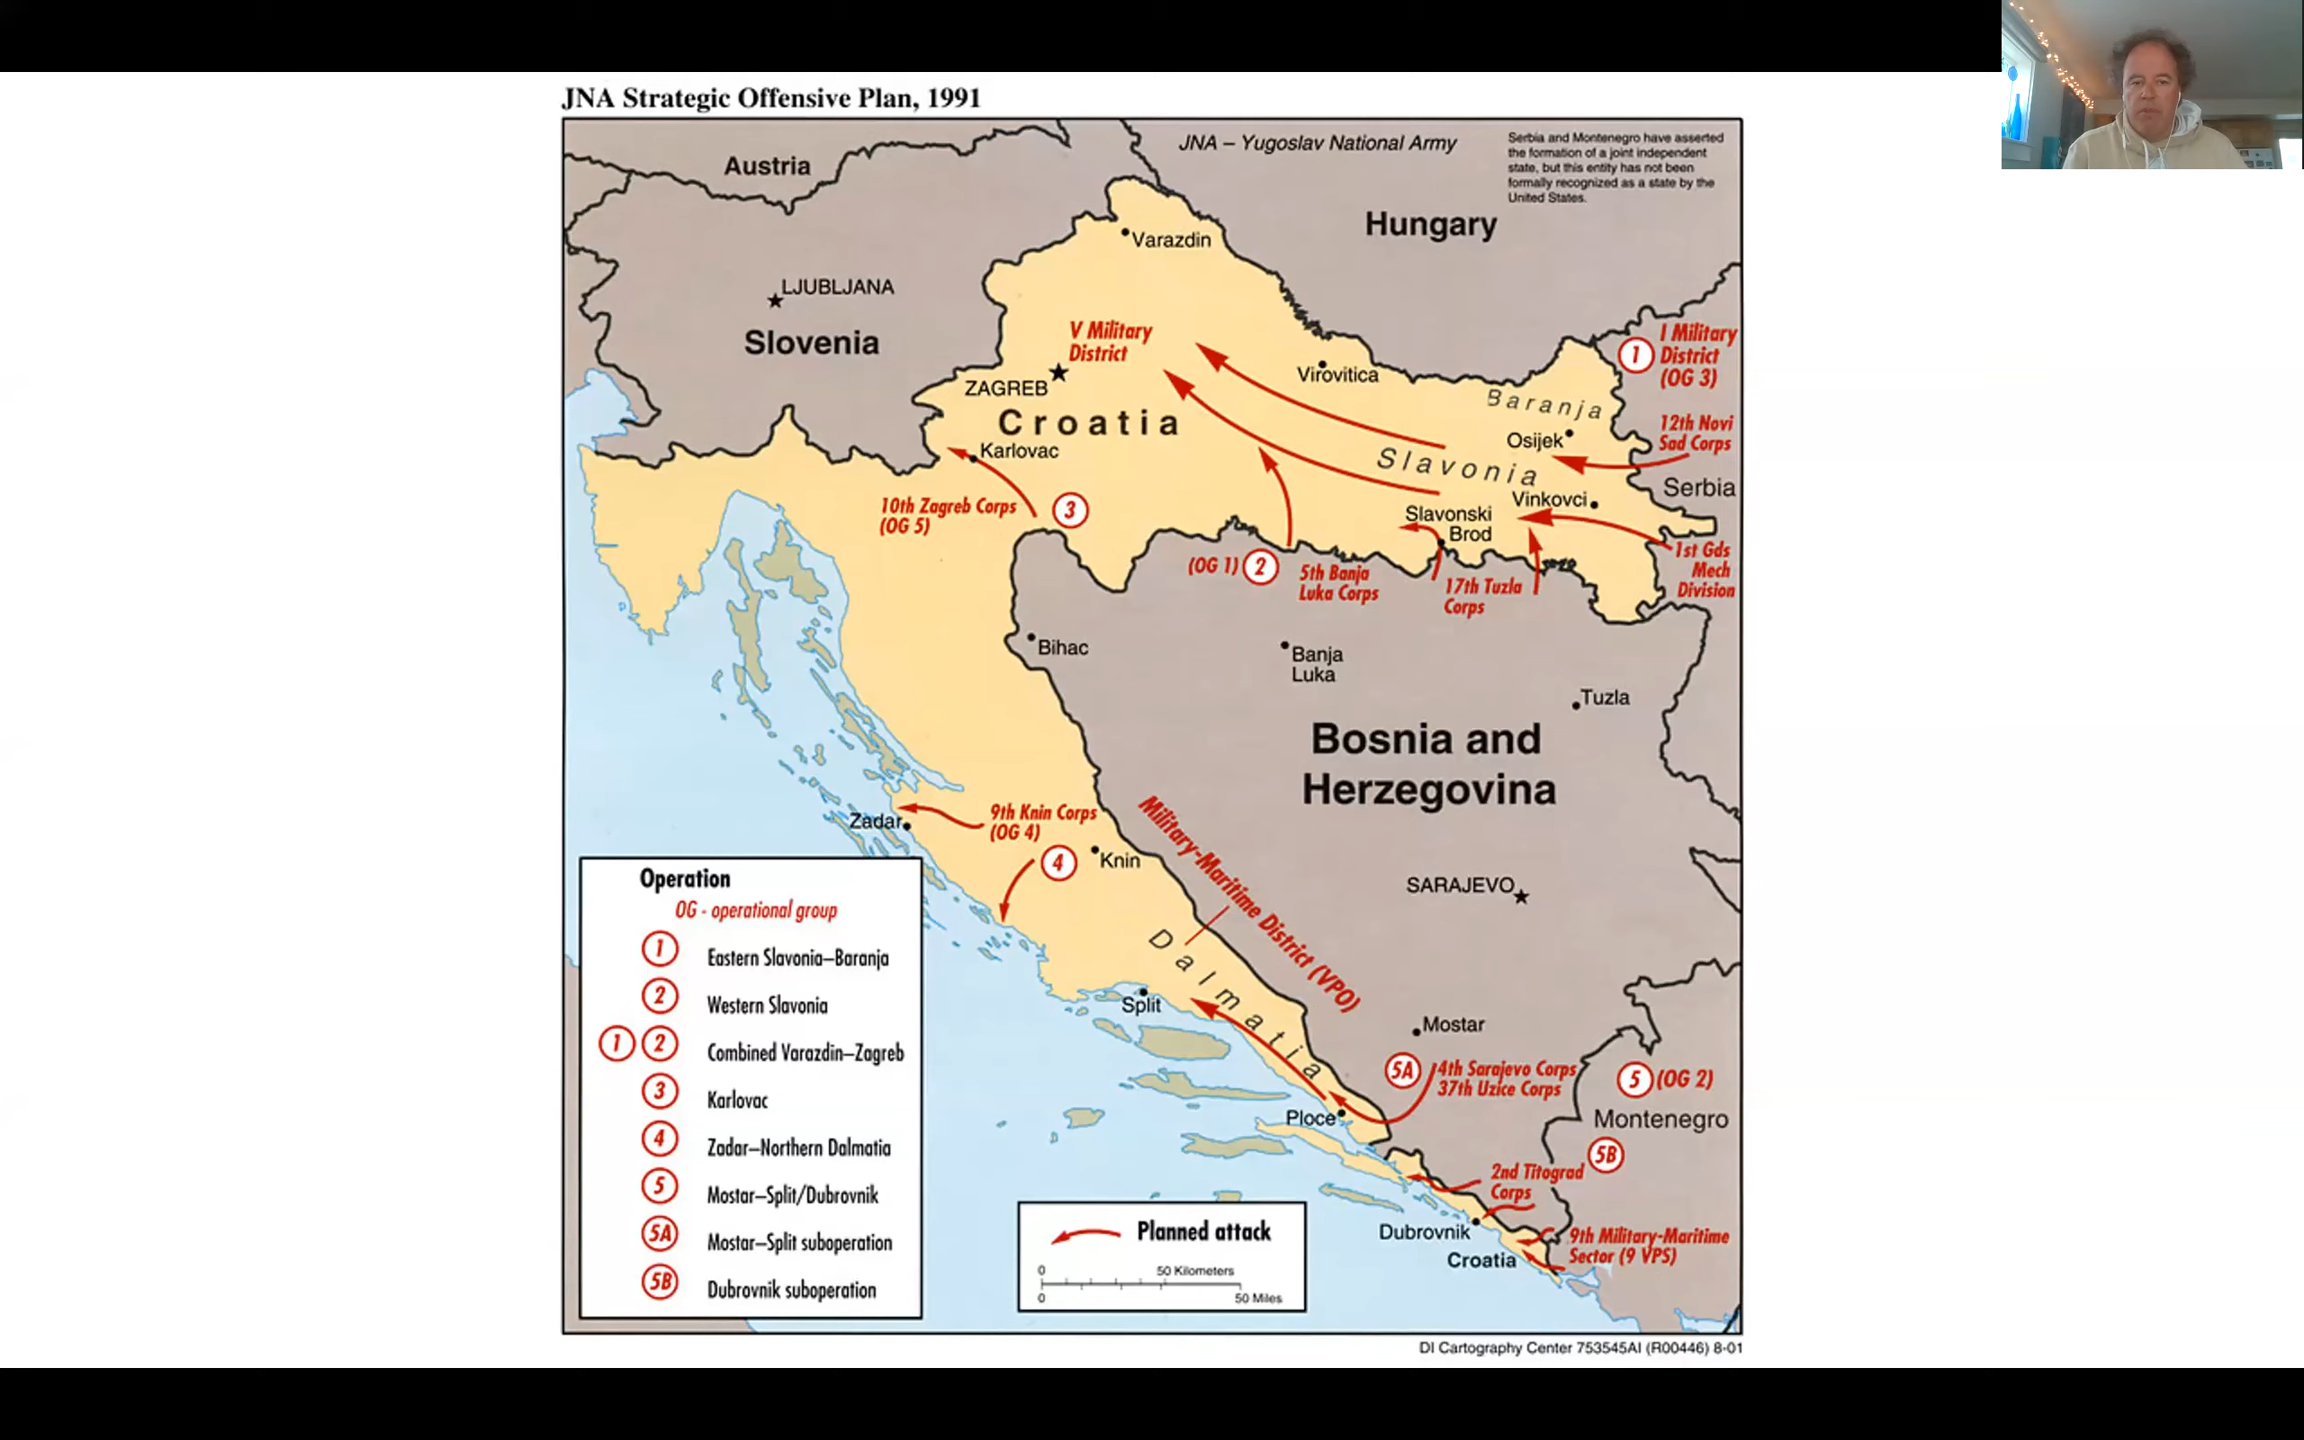 JNA Strategic Offensive Plan, 1991
Austria
JNA – Yugoslav National Army
Serbia and Montenegro have asserted
the formation of a joint independent
state, but this entity has not been
formally recognized as a state by the
United States.
Hungary
Varazdin
LJUBLJANA
Slovenia
V Military
District
ZAGREB
Croatia
Karlovac
Virovitica
1
I Military
District
(OG 3)
Baranja
Osijek
12th Novi
Sad Corps
Slavonia
Serbia
Vinkovci
10th Zagreb Corps
(OG 5)
3
Slavonski
Brod
(OG 1)
2
5th Banja
Luka Corps
17th Tuzla
Corps
1st Gds
Mech
Division
Bihac
Banja
Luka
Tuzla
Bosnia and
Herzegovina
Zadar
9th Knin Corps
(OG 4)
4
Knin
Military-Maritime District (VPO)
SARAJEVO
Dalmatia
Split
Mostar
5A
4th Sarajevo Corps
37th Uzice Corps
5
(OG 2)
Ploce
Montenegro
5B
2nd Titograd
Corps
Dubrovnik
Croatia
9th Military-Maritime
Sector (9 VPS)
Operation
OG - operational group
1 Eastern Slavonia–Baranja
2 Western Slavonia
1 2 Combined Varazdin–Zagreb
3 Karlovac
4 Zadar–Northern Dalmatia
5 Mostar–Split/Dubrovnik
5A Mostar–Split suboperation
5B Dubrovnik suboperation
Planned attack
0 50 Kilometers
0 50 Miles
DI Cartography Center 753545AI (R00446) 8-01